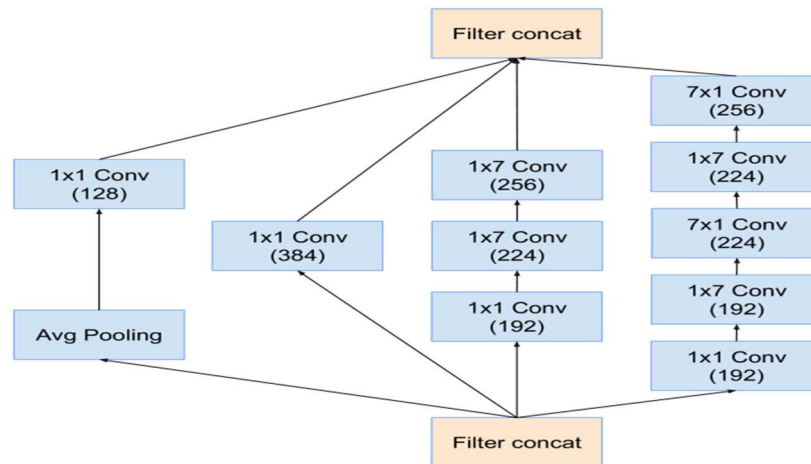 Filter concat
7x1 Conv
(256)
1x1 Conv
(128)
1x7 Conv
(256)
1x7 Conv
(224)
1x1 Conv
(384)
1x7 Conv
(224)
7x1 Conv
(224)
Avg Pooling
1x1 Conv
(192)
1x7 Conv
(192)
1x1 Conv
(192)
Filter concat